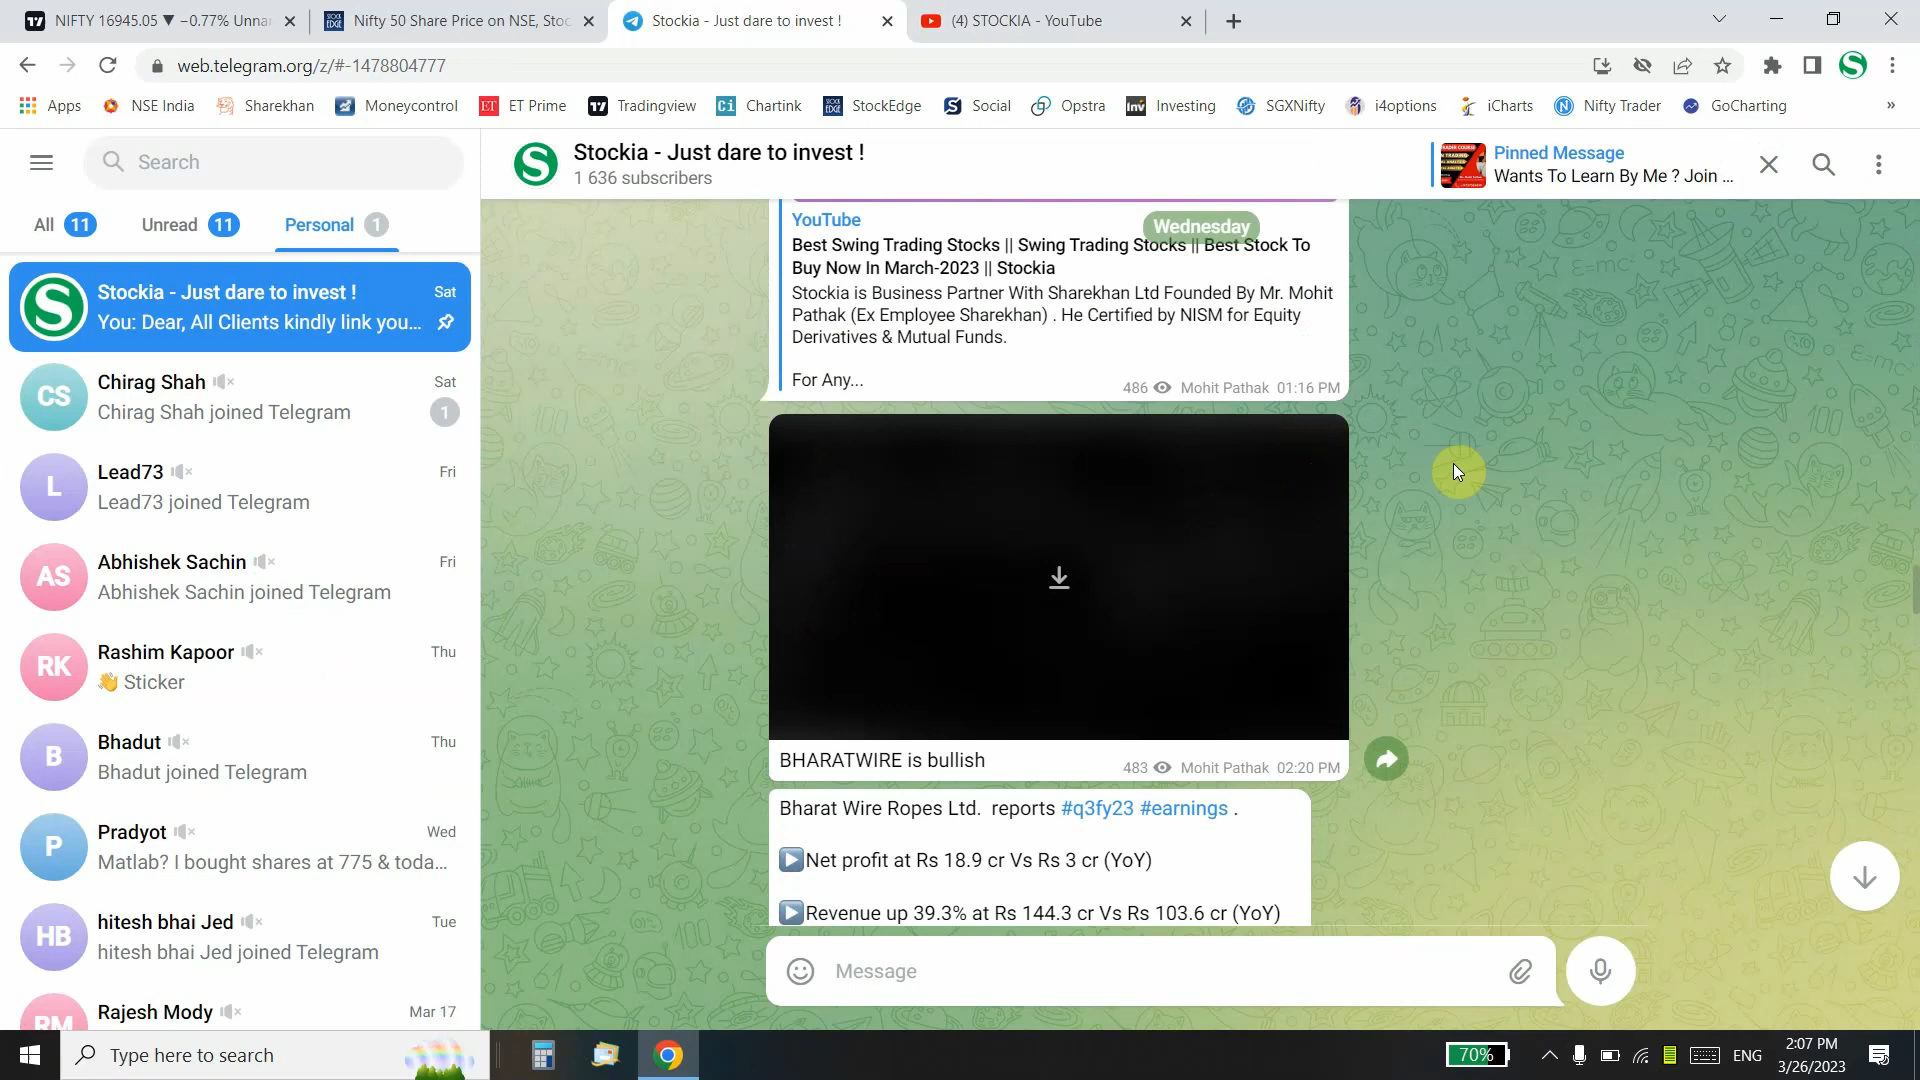 NIFTY 16945.05 ▼ −0.77% Unnar
Nifty 50 Share Price on NSE, Stoc
Stockia - Just dare to invest !
(4) STOCKIA - YouTube
web.telegram.org/z/#-1478804777
Apps
NSE India
Sharekhan
Moneycontrol
ET Prime
Tradingview
Chartink
StockEdge
Social
Opstra
Investing
SGXNifty
i4options
iCharts
Nifty Trader
GoCharting
Search
All 11
Unread 11
Personal 1
Stockia - Just dare to invest ! Sat
You: Dear, All Clients kindly link you...
CS
Chirag Shah Sat
Chirag Shah joined Telegram 1
L
Lead73 Fri
Lead73 joined Telegram
AS
Abhishek Sachin Fri
Abhishek Sachin joined Telegram
RK
Rashim Kapoor Thu
👋 Sticker
B
Bhadut Thu
Bhadut joined Telegram
P
Pradyot Wed
Matlab? I bought shares at 775 & toda...
HB
hitesh bhai Jed Tue
hitesh bhai Jed joined Telegram
RM
Rajesh Mody Mar 17
Stockia - Just dare to invest !
1 636 subscribers
Pinned Message
Wants To Learn By Me ? Join ...
Wednesday
YouTube
Best Swing Trading Stocks || Swing Trading Stocks || Best Stock To
Buy Now In March-2023 || Stockia
Stockia is Business Partner With Sharekhan Ltd Founded By Mr. Mohit
Pathak (Ex Employee Sharekhan) . He Certified by NISM for Equity
Derivatives & Mutual Funds.
For Any...
486 Mohit Pathak 01:16 PM
BHARATWIRE is bullish
483 Mohit Pathak 02:20 PM
Bharat Wire Ropes Ltd. reports #q3fy23 #earnings .
▶Net profit at Rs 18.9 cr Vs Rs 3 cr (YoY)
▶Revenue up 39.3% at Rs 144.3 cr Vs Rs 103.6 cr (YoY)
Message
Type here to search
70%
ENG
2:07 PM
3/26/2023